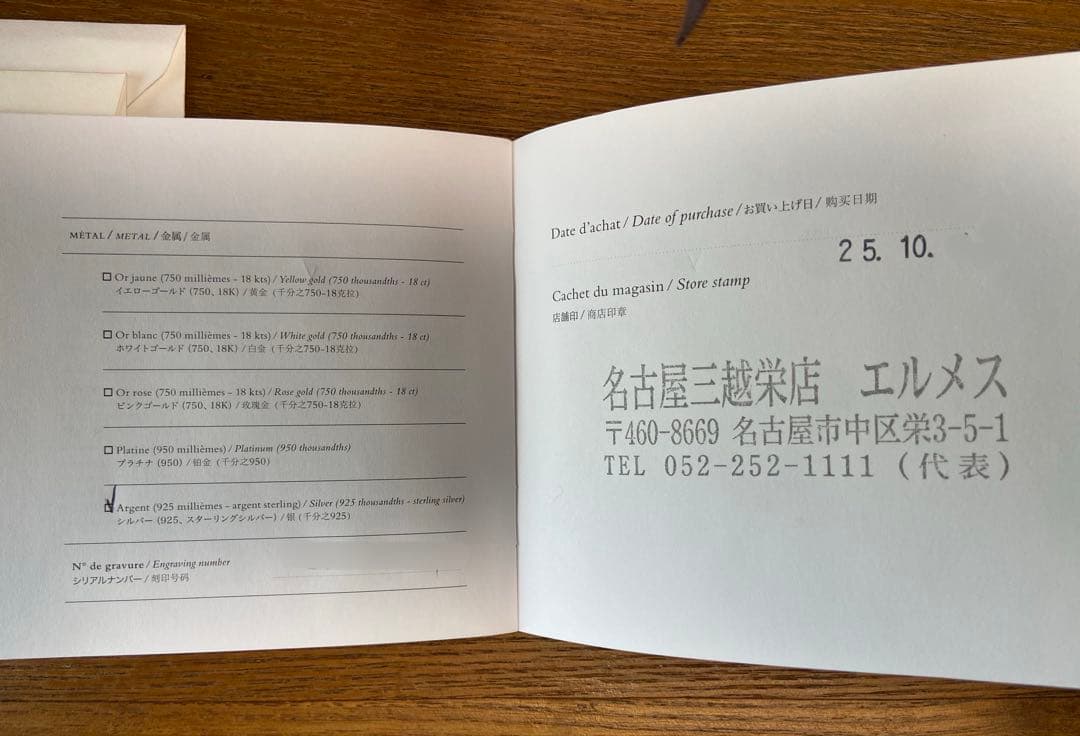 MÉTAL / METAL / 金属 / 金属
Or jaune (750 millièmes - 18 kts) / Yellow gold (750 thousandths - 18 ct)
イエローゴールド (750、18K) / 黄金 (千分之750-18克拉)
Or blanc (750 millièmes - 18 kts) / White gold (750 thousandths - 18 ct)
ホワイトゴールド (750、18K) / 白金 (千分之750-18克拉)
Or rose (750 millièmes - 18 kts) / Rose gold (750 thousandths - 18 ct)
ピンクゴールド (750、18K) / 玫瑰金 (千分之750-18克拉)
Platine (950 millièmes) / Platinum (950 thousandths)
プラチナ (950) / 铂金 (千分之950)
Argent (925 millièmes - argent sterling) / Silver (925 thousandths - sterling silver)
シルバー (925、スターリングシルバー) / 银 (千分之925)
N° de gravure / Engraving number
シリアルナンバー / 刻印号码
Date d'achat / Date of purchase / お買い上げ日 / 购买日期
25. 10.
Cachet du magasin / Store stamp
店舗印 / 商店印章
名古屋三越栄店 エルメス
〒460-8669 名古屋市中区栄3-5-1
TEL 052-252-1111 (代表)